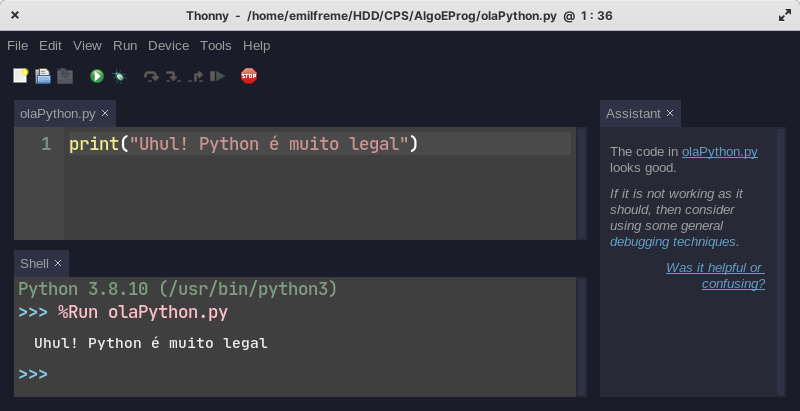 Thonny - /home/emilfreme/HDD/CPS/AlgoEProg/olaPython.py @ 1 : 36
File Edit View Run Device Tools Help
STOP
olaPython.py ×
1 print("Uhul! Python é muito legal")
Shell ×
Python 3.8.10 (/usr/bin/python3)
>>> %Run olaPython.py
Uhul! Python é muito legal
>>>
Assistant ×
The code in olaPython.py
looks good.
If it is not working as it
should, then consider
using some general
debugging techniques.
Was it helpful or
confusing?